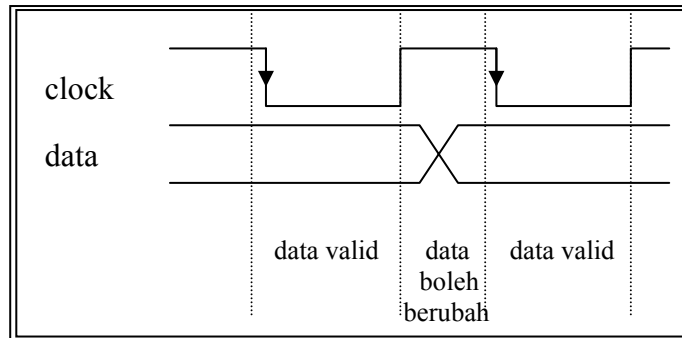 clock
data
data valid
data
boleh
berubah
data valid